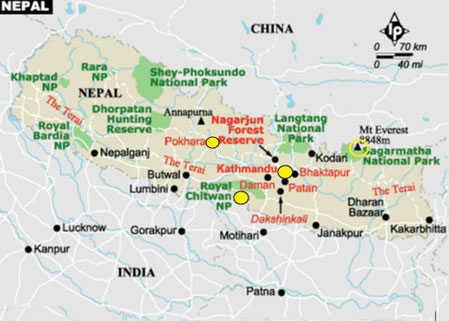 NEPAL
CHINA
lp
0
70 km
0
40 mi
Rara
NP
Khaptad
NP
Shey-Phoksundo
National Park
NEPAL
The Terai
Dhorpatan
Hunting
Reserve
Annapurna
Nagarjun
Forest
Reserve
Langtang
National
Park
Mt Everest
8848m
Royal
Bardia
NP
Pokhara
Kodari
Sagarmatha
National Park
Nepalganj
The Terai
Kathmandu
Bhaktapur
The Terai
Butwal
Daman
Patan
Lumbini
Royal
Chitwan
NP
Dhankuta
Dharan
Bazaar
Dakshinkali
Lucknow
Gorakpur
Motihari
Janakpur
Kakarbhitta
Kanpur
INDIA
Patna